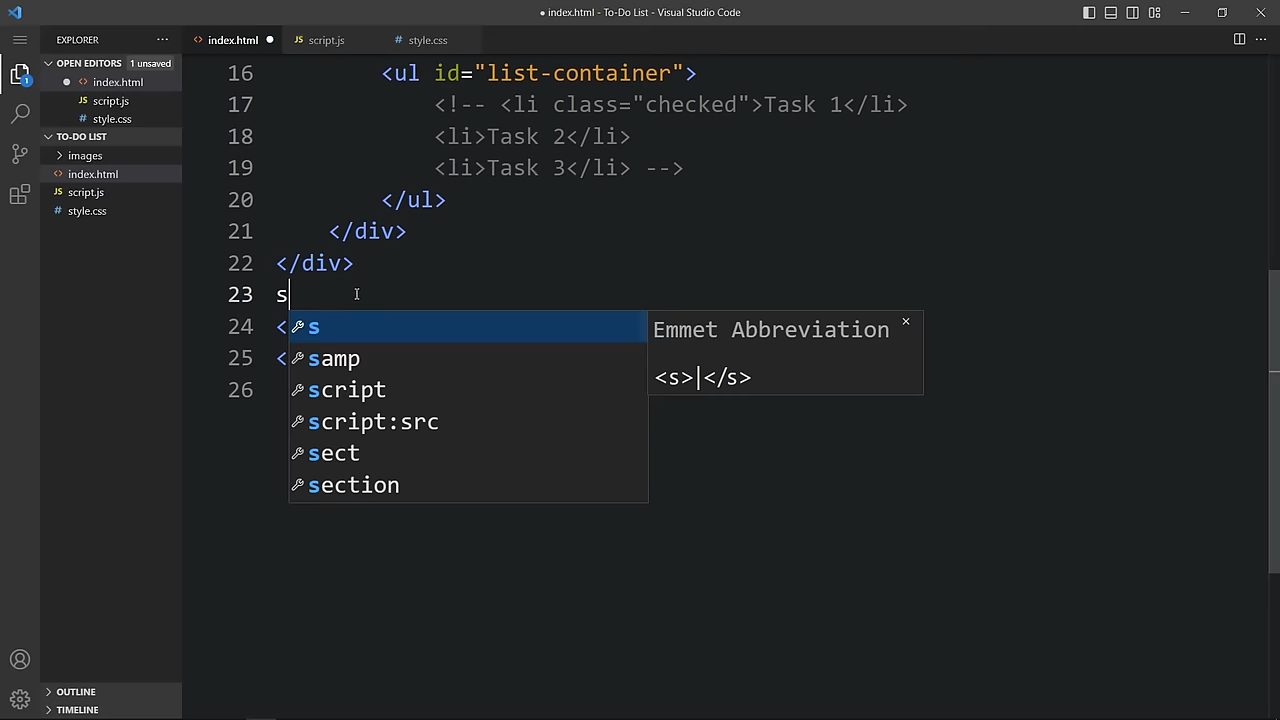 ● index.html - To-Do List - Visual Studio Code
EXPLORER
OPEN EDITORS 1 unsaved
● <> index.html
JS script.js
# style.css
TO-DO LIST
> images
<> index.html
JS script.js
# style.css
OUTLINE
TIMELINE
1
<> index.html ● JS script.js # style.css
16 <ul id="list-container">
17 <!-- <li class="checked">Task 1</li>
18 <li>Task 2</li>
19 <li>Task 3</li> -->
20 </ul>
21 </div>
22 </div>
23 s
24 <
25 <
26
s
samp
script
script:src
sect
section
Emmet Abbreviation
<s>|</s>